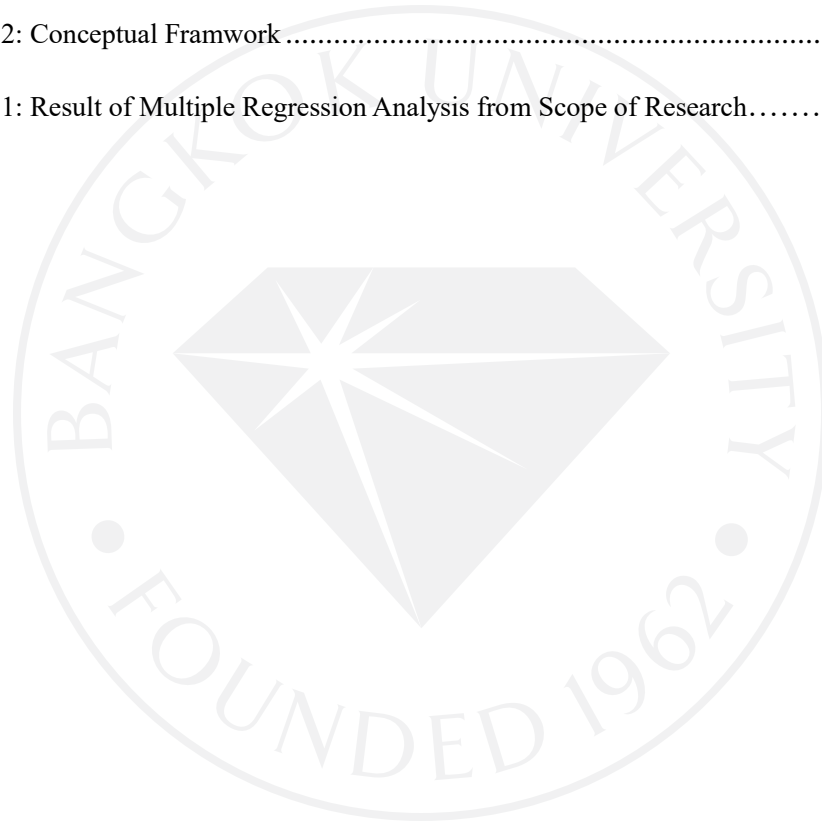 2: Conceptual Framwork ....................................................................
1: Result of Multiple Regression Analysis from Scope of Research…….
BANGKOK UNIVERSITY
FOUNDED 1962